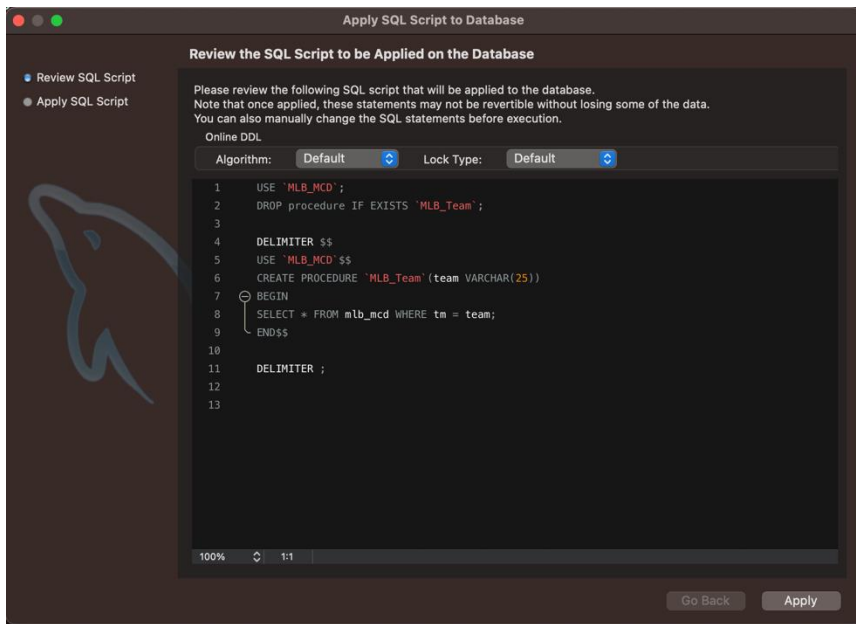 Apply SQL Script to Database
Review the SQL Script to be Applied on the Database
Review SQL Script
Apply SQL Script
Please review the following SQL script that will be applied to the database.
Note that once applied, these statements may not be revertible without losing some of the data.
You can also manually change the SQL statements before execution.
Online DDL
Algorithm: Default Lock Type: Default
1 USE `MLB_MCD`;
2 DROP procedure IF EXISTS `MLB_Team`;
3
4 DELIMITER $$
5 USE `MLB_MCD`$$
6 CREATE PROCEDURE `MLB_Team`(team VARCHAR(25))
7 BEGIN
8 SELECT * FROM mlb_mcd WHERE tm = team;
9 END$$
10
11 DELIMITER ;
12
13
100% 1:1
Go Back Apply